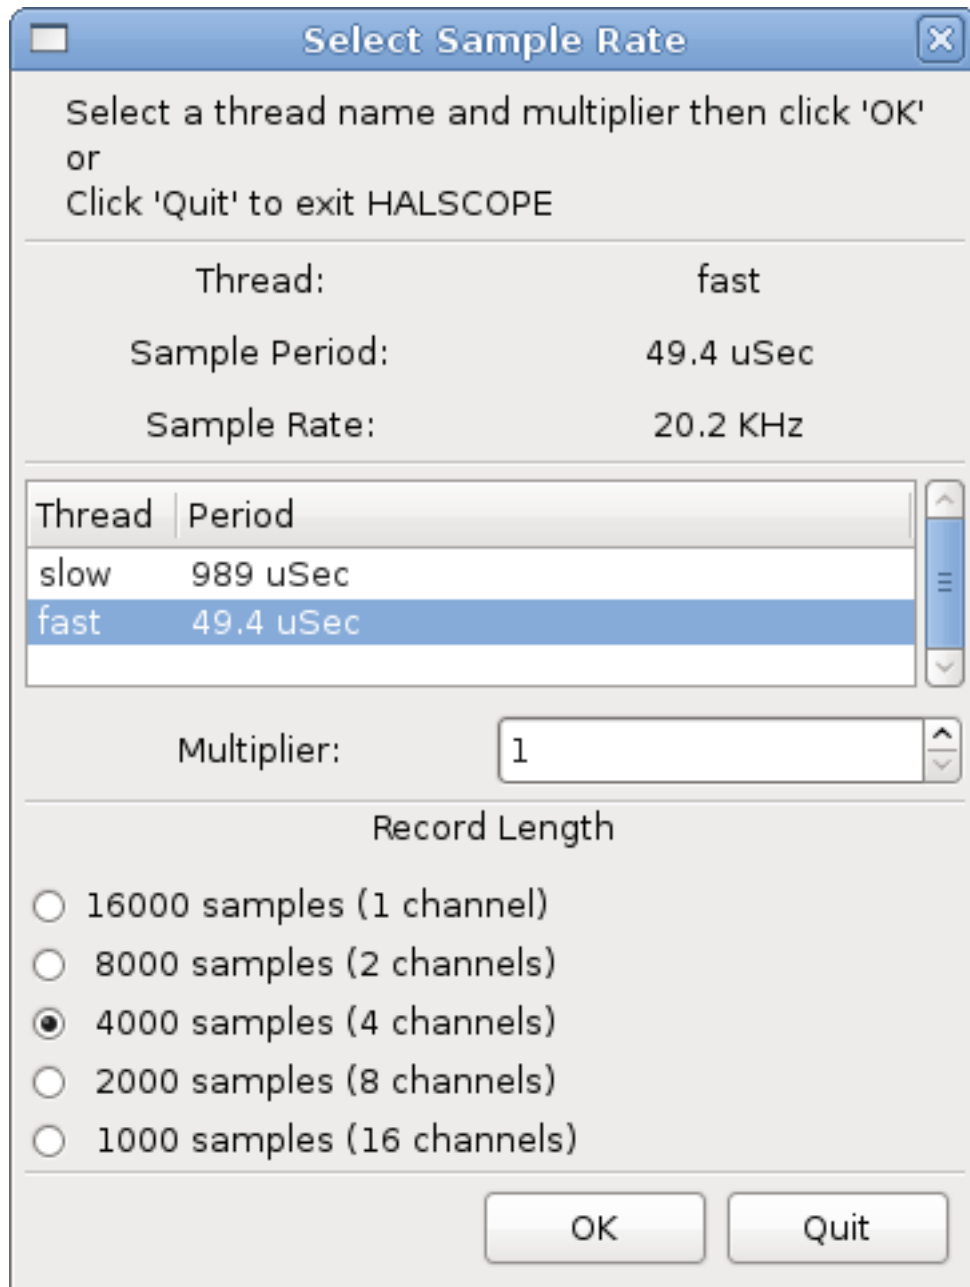 Select Sample Rate
Select a thread name and multiplier then click 'OK'
or
Click 'Quit' to exit HALSCOPE
Thread: fast
Sample Period: 49.4 uSec
Sample Rate: 20.2 KHz
Thread Period
slow 989 uSec
fast 49.4 uSec
Multiplier: 1
Record Length
16000 samples (1 channel)
8000 samples (2 channels)
4000 samples (4 channels)
2000 samples (8 channels)
1000 samples (16 channels)
OK Quit